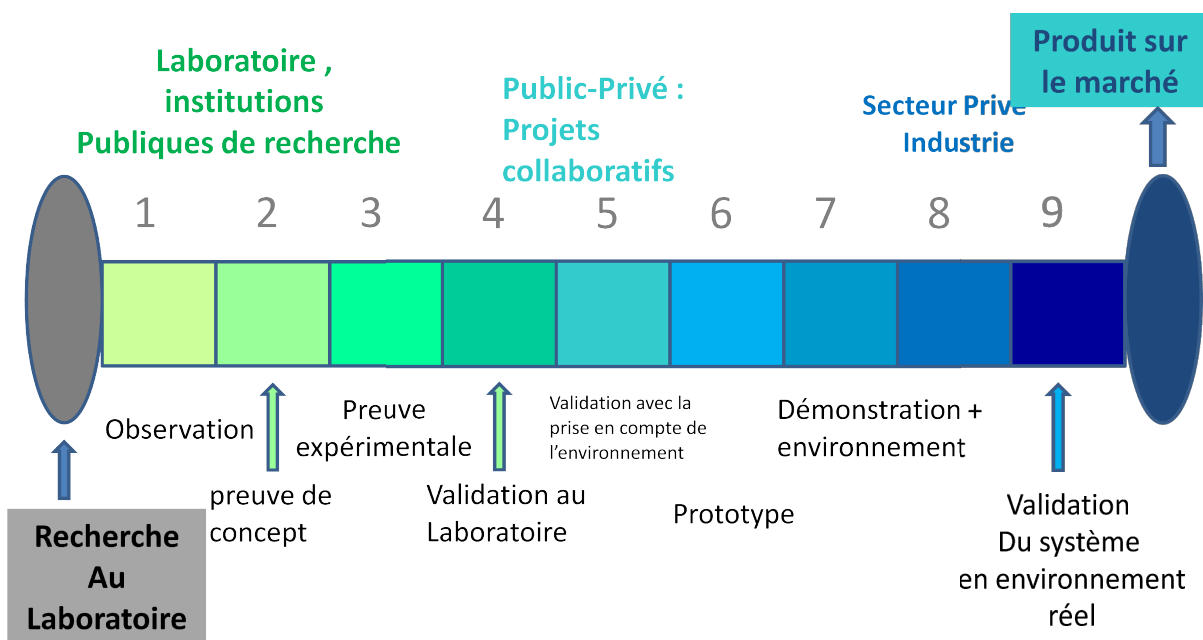 Produit sur
le marché
Laboratoire ,
institutions
Publiques de recherche
Public-Privé :
Projets
collaboratifs
Secteur Privé
Industrie
1 2 3 4 5 6 7 8 9
Observation
Preuve
expérimentale
Validation avec la
prise en compte de
l’environnement
Démonstration +
environnement
preuve de
concept
Validation au
Laboratoire
Prototype
Validation
Du système
en environnement
réel
Recherche
Au
Laboratoire